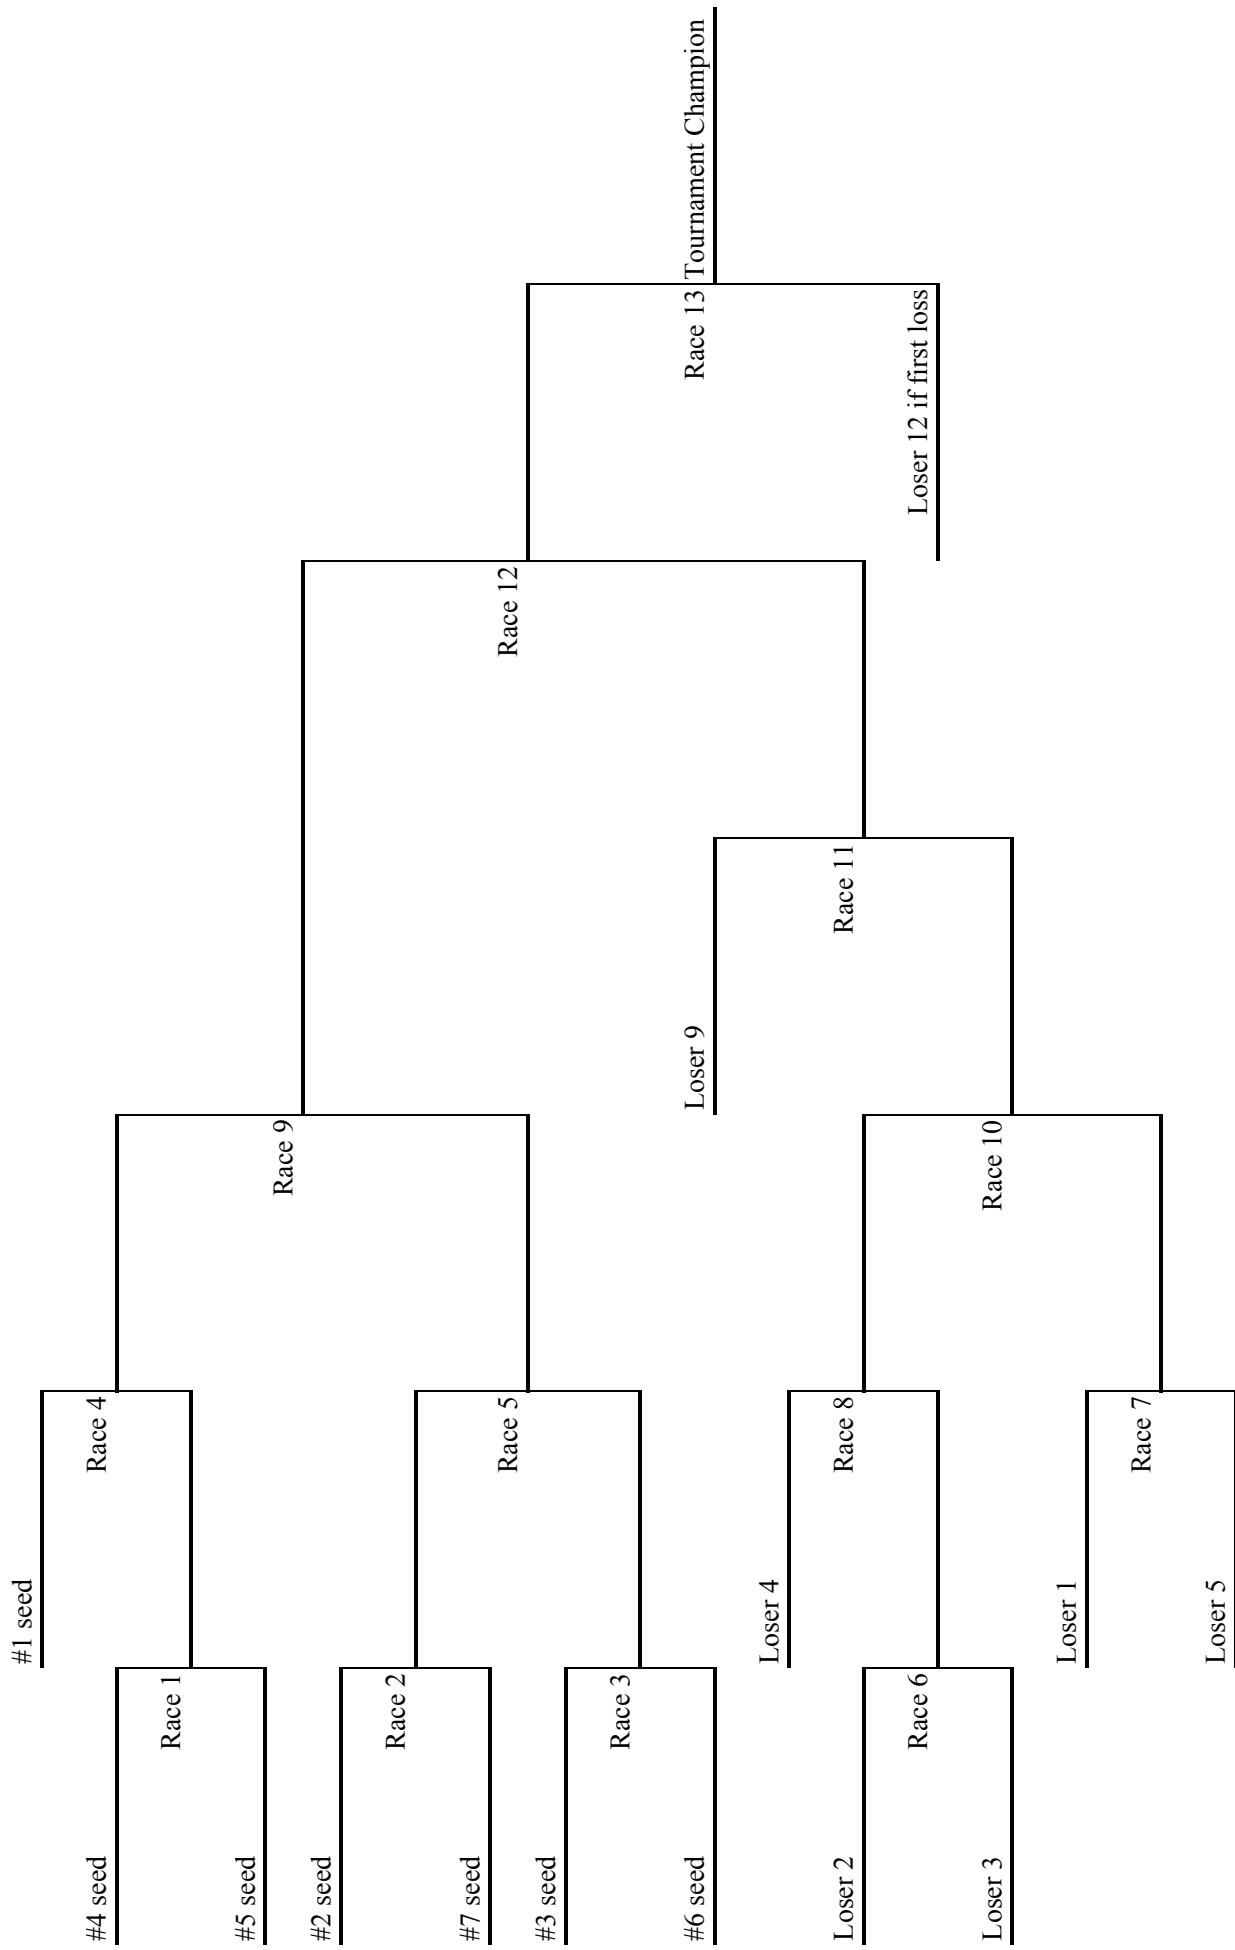 #1 seed
Race 4
#4 seed
Race 1
#5 seed
Race 9
#2 seed
Race 2
#7 seed
Race 5
#3 seed
Race 3
#6 seed
Race 12
Race 13
Tournament Champion
Loser 12 if first loss
Loser 9
Race 11
Loser 4
Race 8
Loser 2
Race 6
Loser 3
Race 10
Loser 1
Race 7
Loser 5